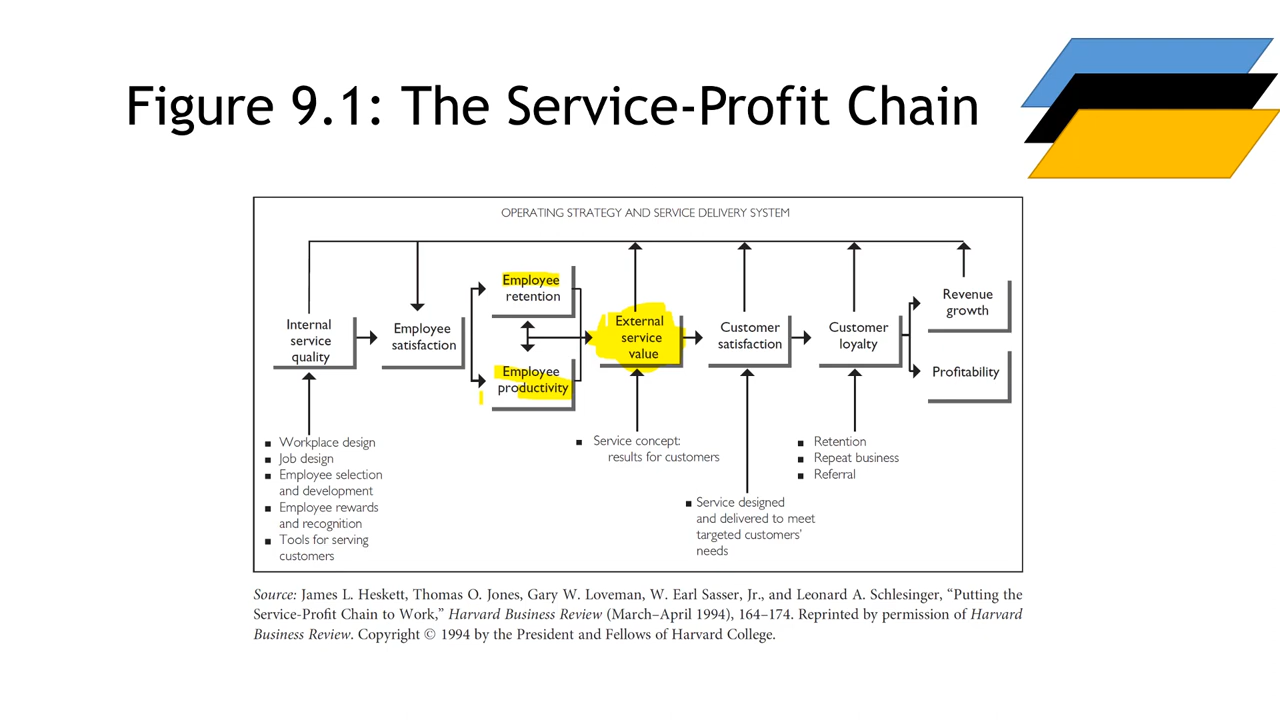 Figure 9.1: The Service-Profit Chain
OPERATING STRATEGY AND SERVICE DELIVERY SYSTEM
Internal
service
quality
Employee
satisfaction
Employee
retention
Employee
productivity
External
service
value
Customer
satisfaction
Customer
loyalty
Revenue
growth
Profitability
▪ Workplace design
▪ Job design
▪ Employee selection
and development
▪ Employee rewards
and recognition
▪ Tools for serving
customers
▪ Service concept:
results for customers
▪ Service designed
and delivered to meet
targeted customers’
needs
▪ Retention
▪ Repeat business
▪ Referral
Source: James L. Heskett, Thomas O. Jones, Gary W. Loveman, W. Earl Sasser, Jr., and Leonard A. Schlesinger, “Putting the
Service-Profit Chain to Work,” Harvard Business Review (March–April 1994), 164–174. Reprinted by permission of Harvard
Business Review. Copyright © 1994 by the President and Fellows of Harvard College.